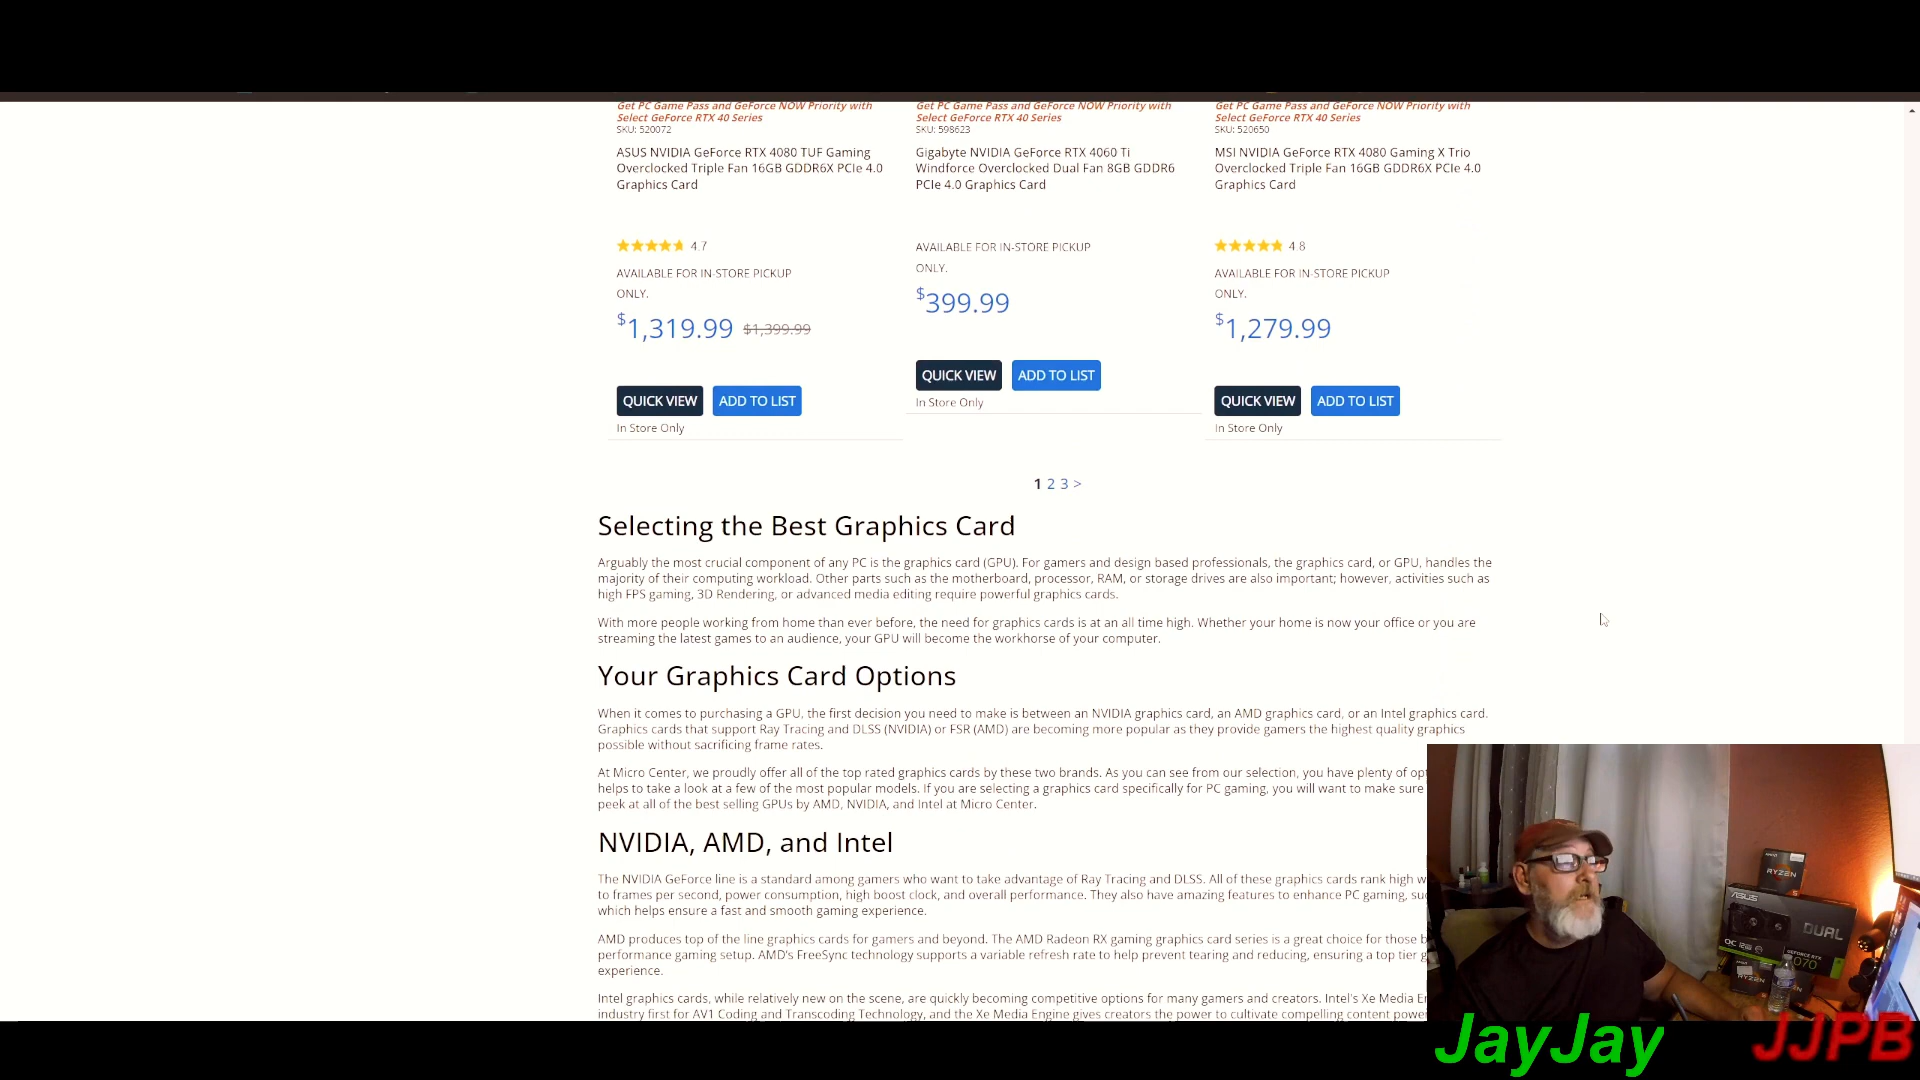 Get PC Game Pass and GeForce NOW Priority with
Select GeForce RTX 40 Series
SKU: 520072
ASUS NVIDIA GeForce RTX 4080 TUF Gaming
Overclocked Triple Fan 16GB GDDR6X PCIe 4.0
Graphics Card
4.7
AVAILABLE FOR IN-STORE PICKUP
ONLY.
$1,319.99 $1,399.99
QUICK VIEW ADD TO LIST
In Store Only
Get PC Game Pass and GeForce NOW Priority with
Select GeForce RTX 40 Series
SKU: 598623
Gigabyte NVIDIA GeForce RTX 4060 Ti
Windforce Overclocked Dual Fan 8GB GDDR6
PCIe 4.0 Graphics Card
AVAILABLE FOR IN-STORE PICKUP
ONLY.
$399.99
QUICK VIEW ADD TO LIST
In Store Only
Get PC Game Pass and GeForce NOW Priority with
Select GeForce RTX 40 Series
SKU: 520650
MSI NVIDIA GeForce RTX 4080 Gaming X Trio
Overclocked Triple Fan 16GB GDDR6X PCIe 4.0
Graphics Card
4.8
AVAILABLE FOR IN-STORE PICKUP
ONLY.
$1,279.99
QUICK VIEW ADD TO LIST
In Store Only
1 2 3 >
Selecting the Best Graphics Card
Arguably the most crucial component of any PC is the graphics card (GPU). For gamers and design based professionals, the graphics card, or GPU, handles the
majority of their computing workload. Other parts such as the motherboard, processor, RAM, or storage drives are also important; however, activities such as
high FPS gaming, 3D Rendering, or advanced media editing require powerful graphics cards.
With more people working from home than ever before, the need for graphics cards is at an all time high. Whether your home is now your office or you are
streaming the latest games to an audience, your GPU will become the workhorse of your computer.
Your Graphics Card Options
When it comes to purchasing a GPU, the first decision you need to make is between an NVIDIA graphics card, an AMD graphics card, or an Intel graphics card.
Graphics cards that support Ray Tracing and DLSS (NVIDIA) or FSR (AMD) are becoming more popular as they provide gamers the highest quality graphics
possible without sacrificing frame rates.
At Micro Center, we proudly offer all of the top rated graphics cards by these two brands. As you can see from our selection, you have plenty of
helps to take a look at a few of the most popular models. If you are selecting a graphics card specifically for PC gaming, you will want to make sure
peek at all of the best selling GPUs by AMD, NVIDIA, and Intel at Micro Center.
NVIDIA, AMD, and Intel
The NVIDIA GeForce line is a standard among gamers who want to take advantage of Ray Tracing and DLSS. All of these graphics cards rank high
to frames per second, power consumption, high boost clock, and overall performance. They also have amazing features to enhance PC gaming,
which helps ensure a fast and smooth gaming experience.
AMD produces top of the line graphics cards for gamers and beyond. The AMD Radeon RX gaming graphics card series is a great choice for those
performance gaming setup. AMD's FreeSync technology supports a variable refresh rate to help prevent tearing and reducing, ensuring a top tier
experience.
Intel graphics cards, while relatively new on the scene, are quickly becoming competitive options for many gamers and creators. Intel's Xe Media
industry first for AV1 Coding and Transcoding Technology, and the Xe Media Engine gives creators the power to cultivate compelling content
RYZEN
ASUS
DUAL
RYZEN
JayJay
JJPB